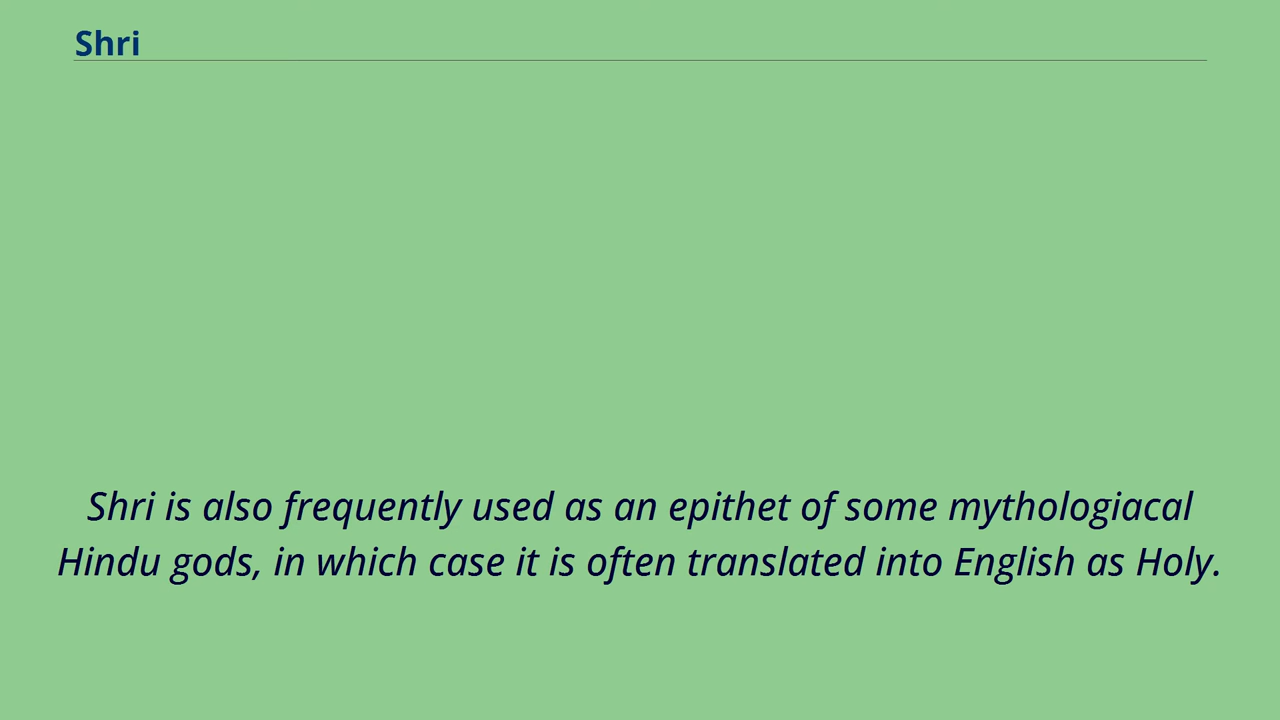 Shri
Shri is also frequently used as an epithet of some mythologiacal
Hindu gods, in which case it is often translated into English as Holy.